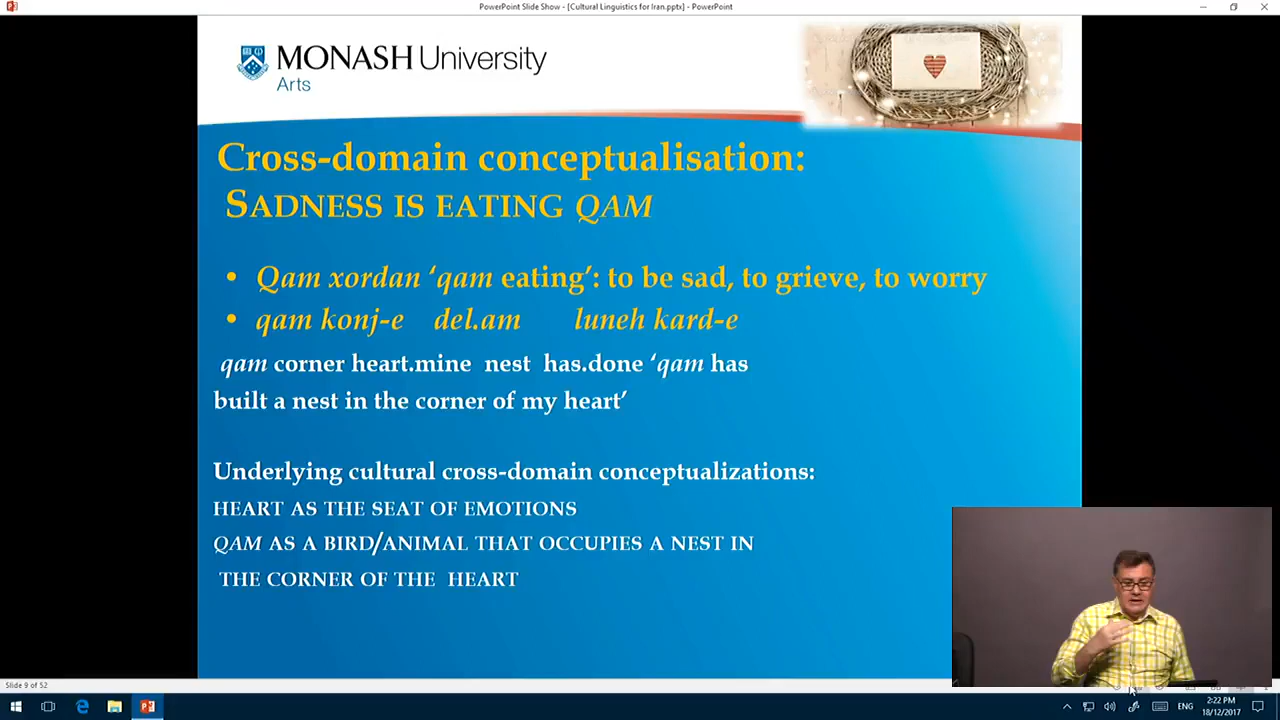 PowerPoint Slide Show - [Cultural Linguistics for Iran.pptx] - PowerPoint
MONASH University
Arts
Cross-domain conceptualisation:
SADNESS IS EATING QAM
• Qam xordan ‘qam eating’: to be sad, to grieve, to worry
• qam konj-e del.am luneh kard-e
qam corner heart.mine nest has.done ‘qam has
built a nest in the corner of my heart’
Underlying cultural cross-domain conceptualizations:
HEART AS THE SEAT OF EMOTIONS
QAM AS A BIRD/ANIMAL THAT OCCUPIES A NEST IN
THE CORNER OF THE HEART
Slide 9 of 52
ENG
2:22 PM
18/12/2017